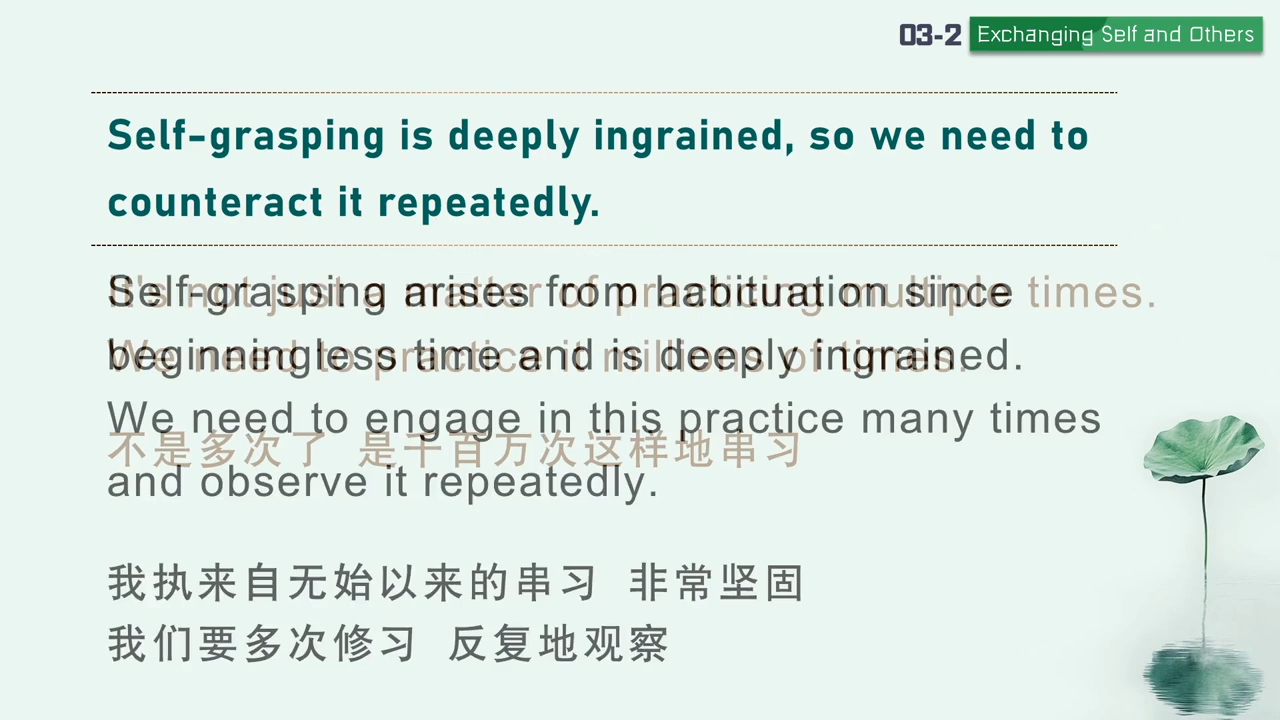 03-2 Exchanging Self and Others
Self-grasping is deeply ingrained, so we need to
counteract it repeatedly.
Self-grasping arises from habituation since
It's not just a matter of practicing multiple times.
beginningless time and is deeply ingrained.
We need to practice it millions of times.
We need to engage in this practice many times
不是多次了 是千百万次这样地串习
and observe it repeatedly.
我执来自无始以来的串习 非常坚固
我们要多次修习 反复地观察